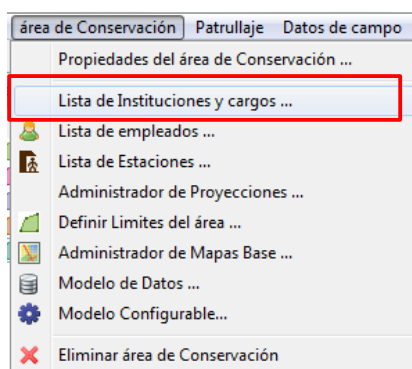 área de Conservación Patrullaje Datos de campo
Propiedades del área de Conservación ...
Lista de Instituciones y cargos ...
Lista de empleados ...
Lista de Estaciones ...
Administrador de Proyecciones ...
Definir Limites del área ...
Administrador de Mapas Base ...
Modelo de Datos ...
Modelo Configurable...
Eliminar área de Conservación